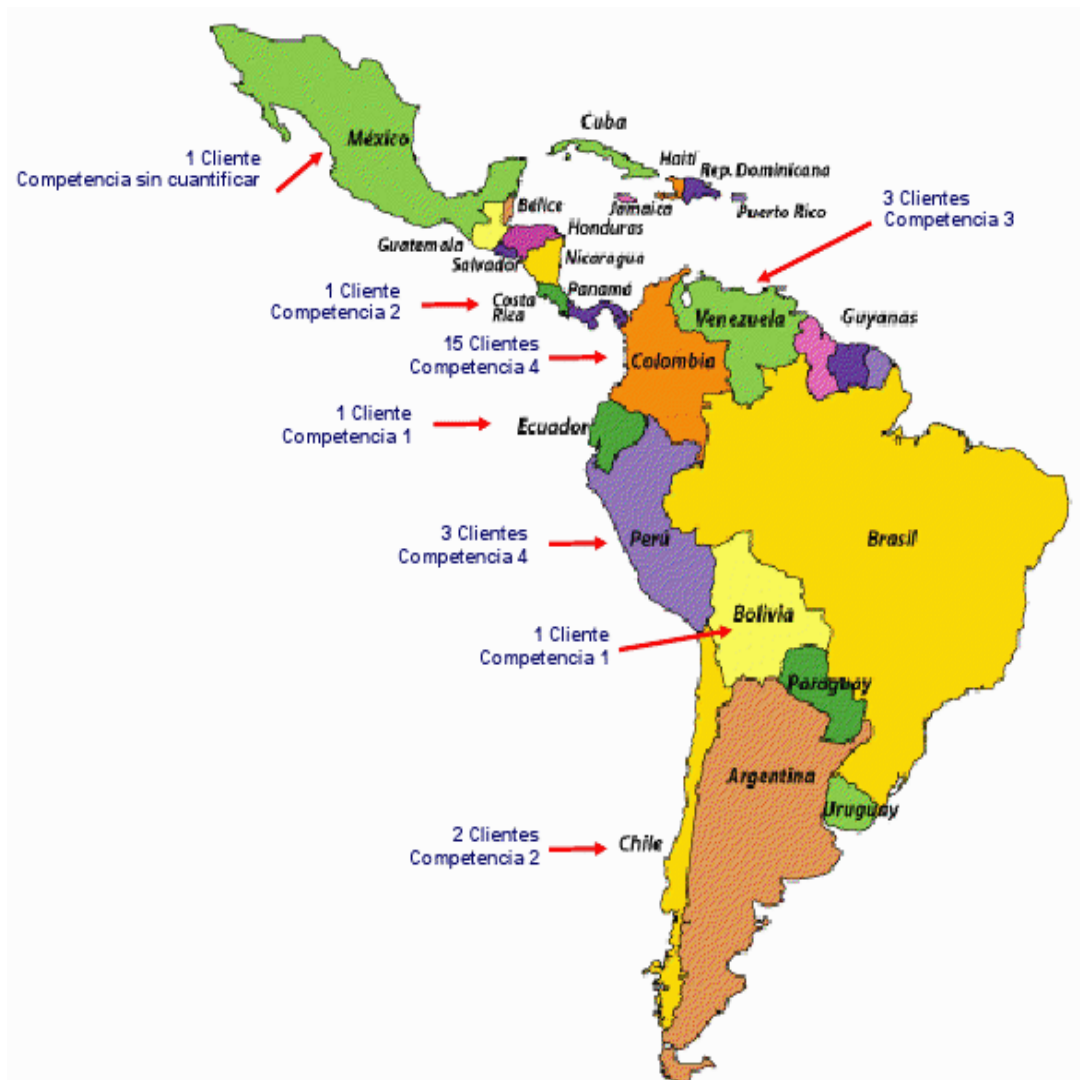 Cuba
México
Haití
Rep. Dominicana
1 Cliente
Competencia sin cuantificar
Jamaica
Puerto Rico
Bélice
3 Clientes
Competencia 3
Honduras
Guatemala
Salvador
Nicaragua
Panamá
1 Cliente
Competencia 2
Costa
Rica
Venezuela
Guyanas
15 Clientes
Competencia 4
Colombia
1 Cliente
Competencia 1
Ecuador
3 Clientes
Competencia 4
Perú
Brasil
Bolivia
1 Cliente
Competencia 1
Paraguay
Argentina
Uruguay
2 Clientes
Competencia 2
Chile